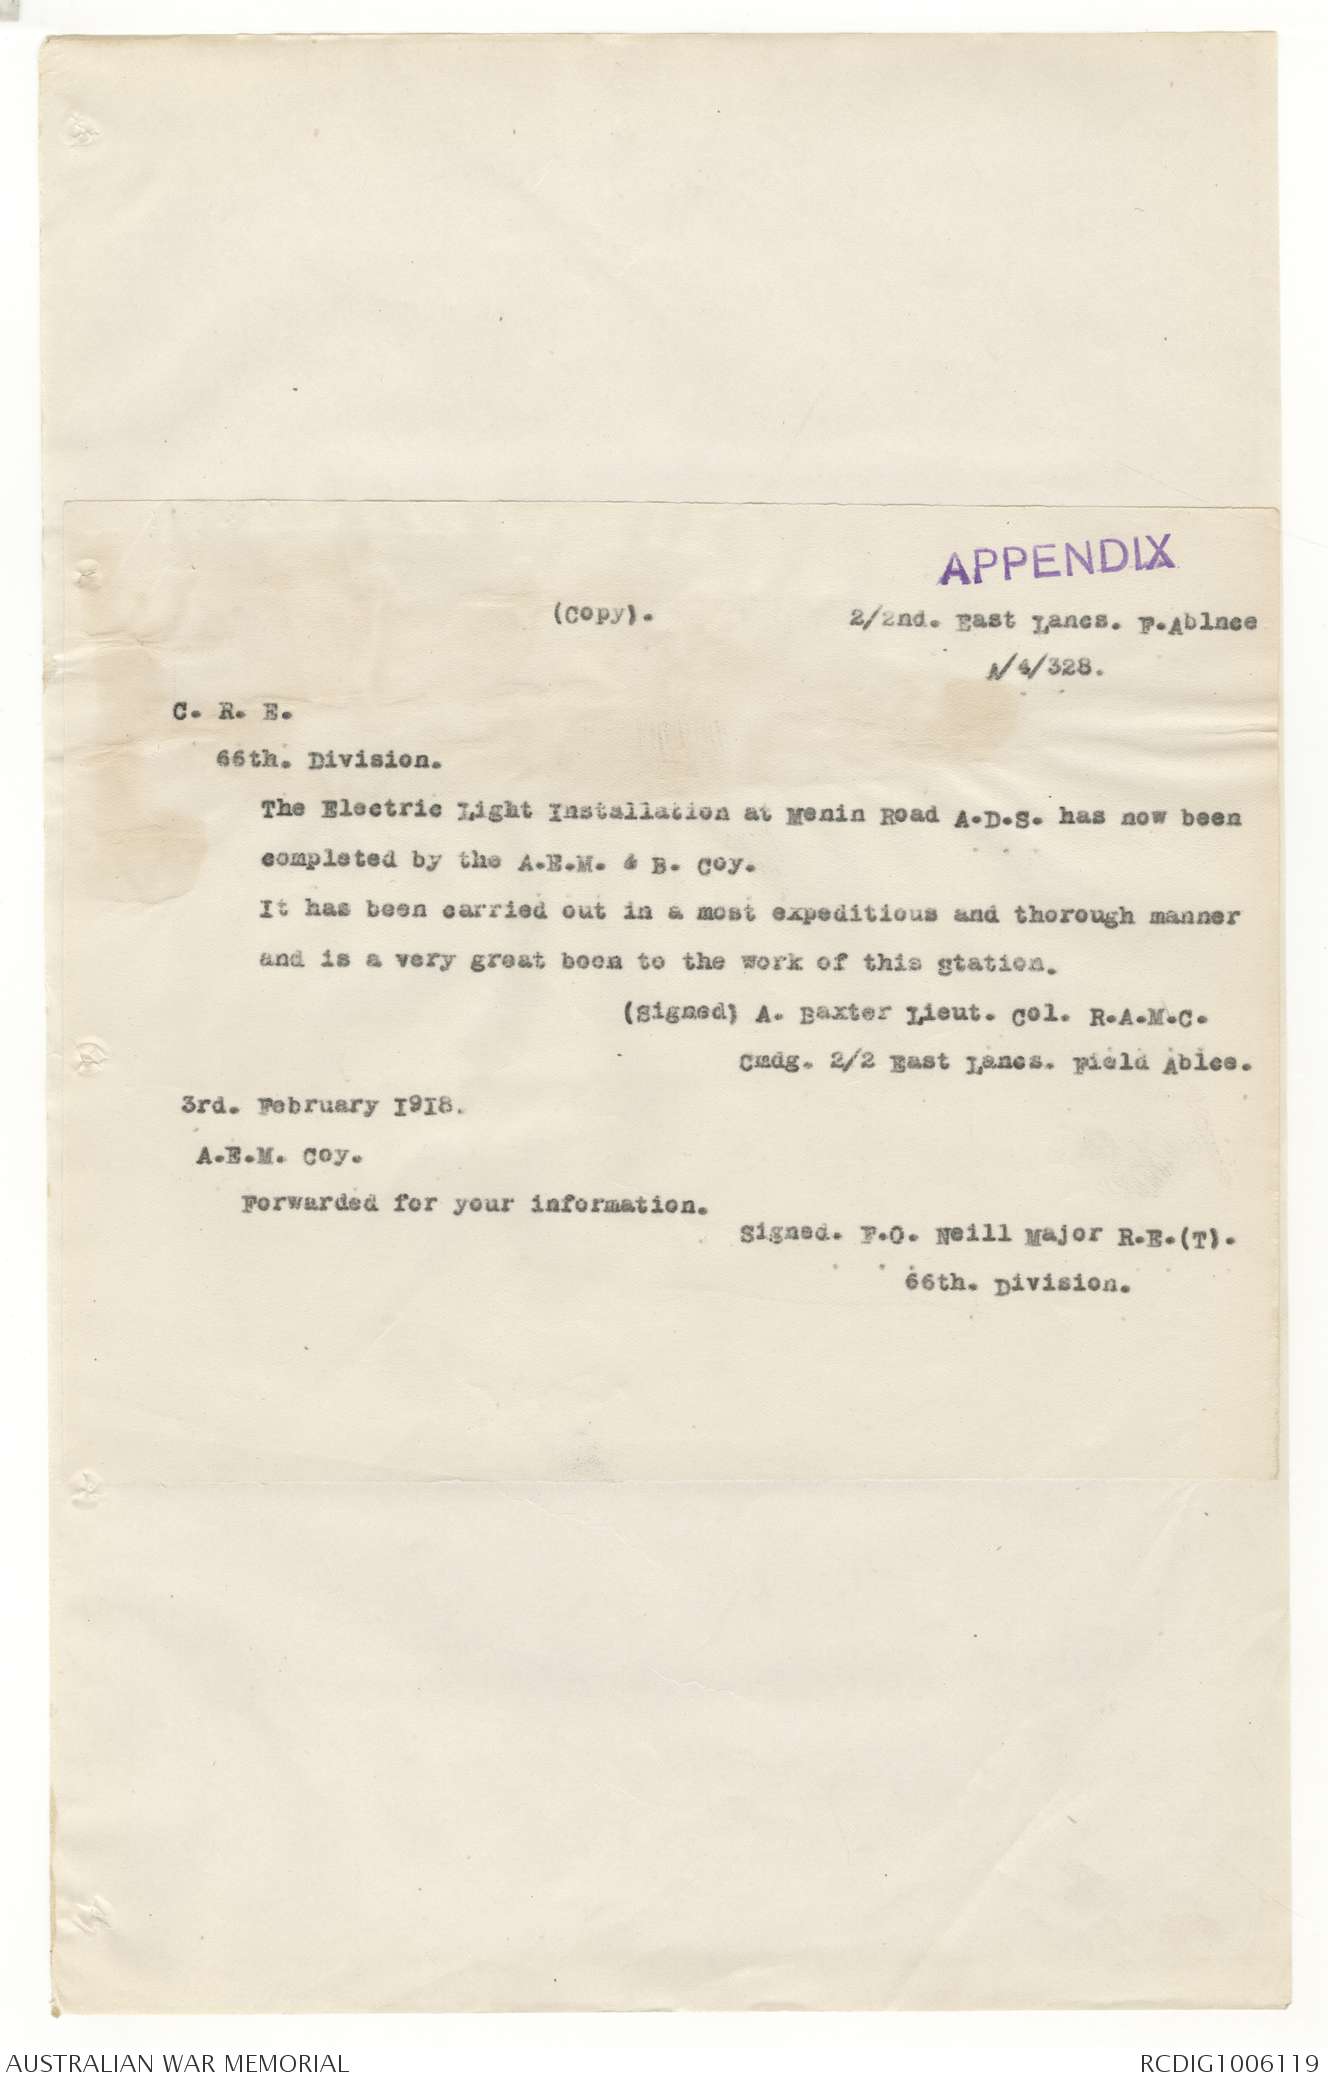 APPENDIX
(Copy).
2/2nd. East Lancs. F.Ablnce
A/4/328.
C. R. E.
66th. Division.
The Electric Light Installation at Menin Road A.D.S. has now been
completed by the A.E.M. & B. Coy.
It has been carried out in a most expeditious and thorough manner
and is a very great boon to the work of this station.
(Signed) A. Baxter Lieut. Col. R.A.M.C.
Cmdg. 2/2 East Lancs. Field Ablce.
3rd. February 1918.
A.E.M. Coy.
Forwarded for your information.
Signed. F.O. Neill Major R.E.(T).
66th. Division.
AUSTRALIAN WAR MEMORIAL
RCDIG1006119